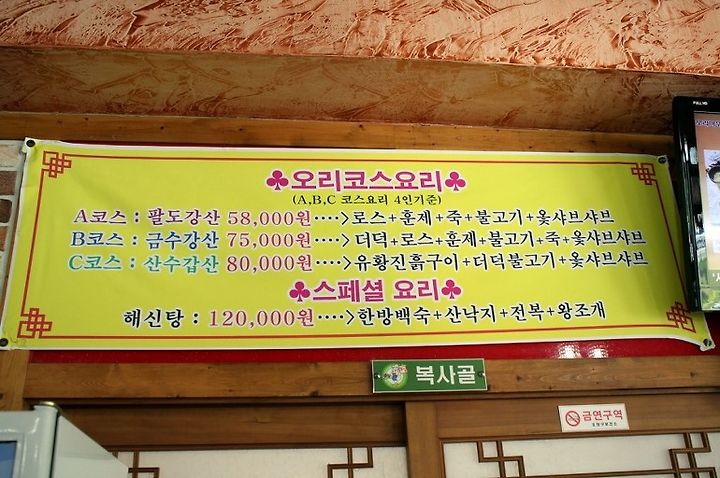 ♣오리코스요리♣
(A,B,C 코스요리 4인기준)
A코스 : 팔도강산 58,000원····>로스+훈제+죽+불고기+옻샤브샤브
B코스 : 금수강산 75,000원····>더덕+로스+훈제+불고기+죽+옻샤브샤브
C코스 : 산수갑산 80,000원····>유황진흙구이+더덕불고기+옻샤브샤브
♣스페셜 요리♣
해신탕 : 120,000원····>한방백숙+산낙지+전복+왕조개
복사골
금연구역
FULL HD